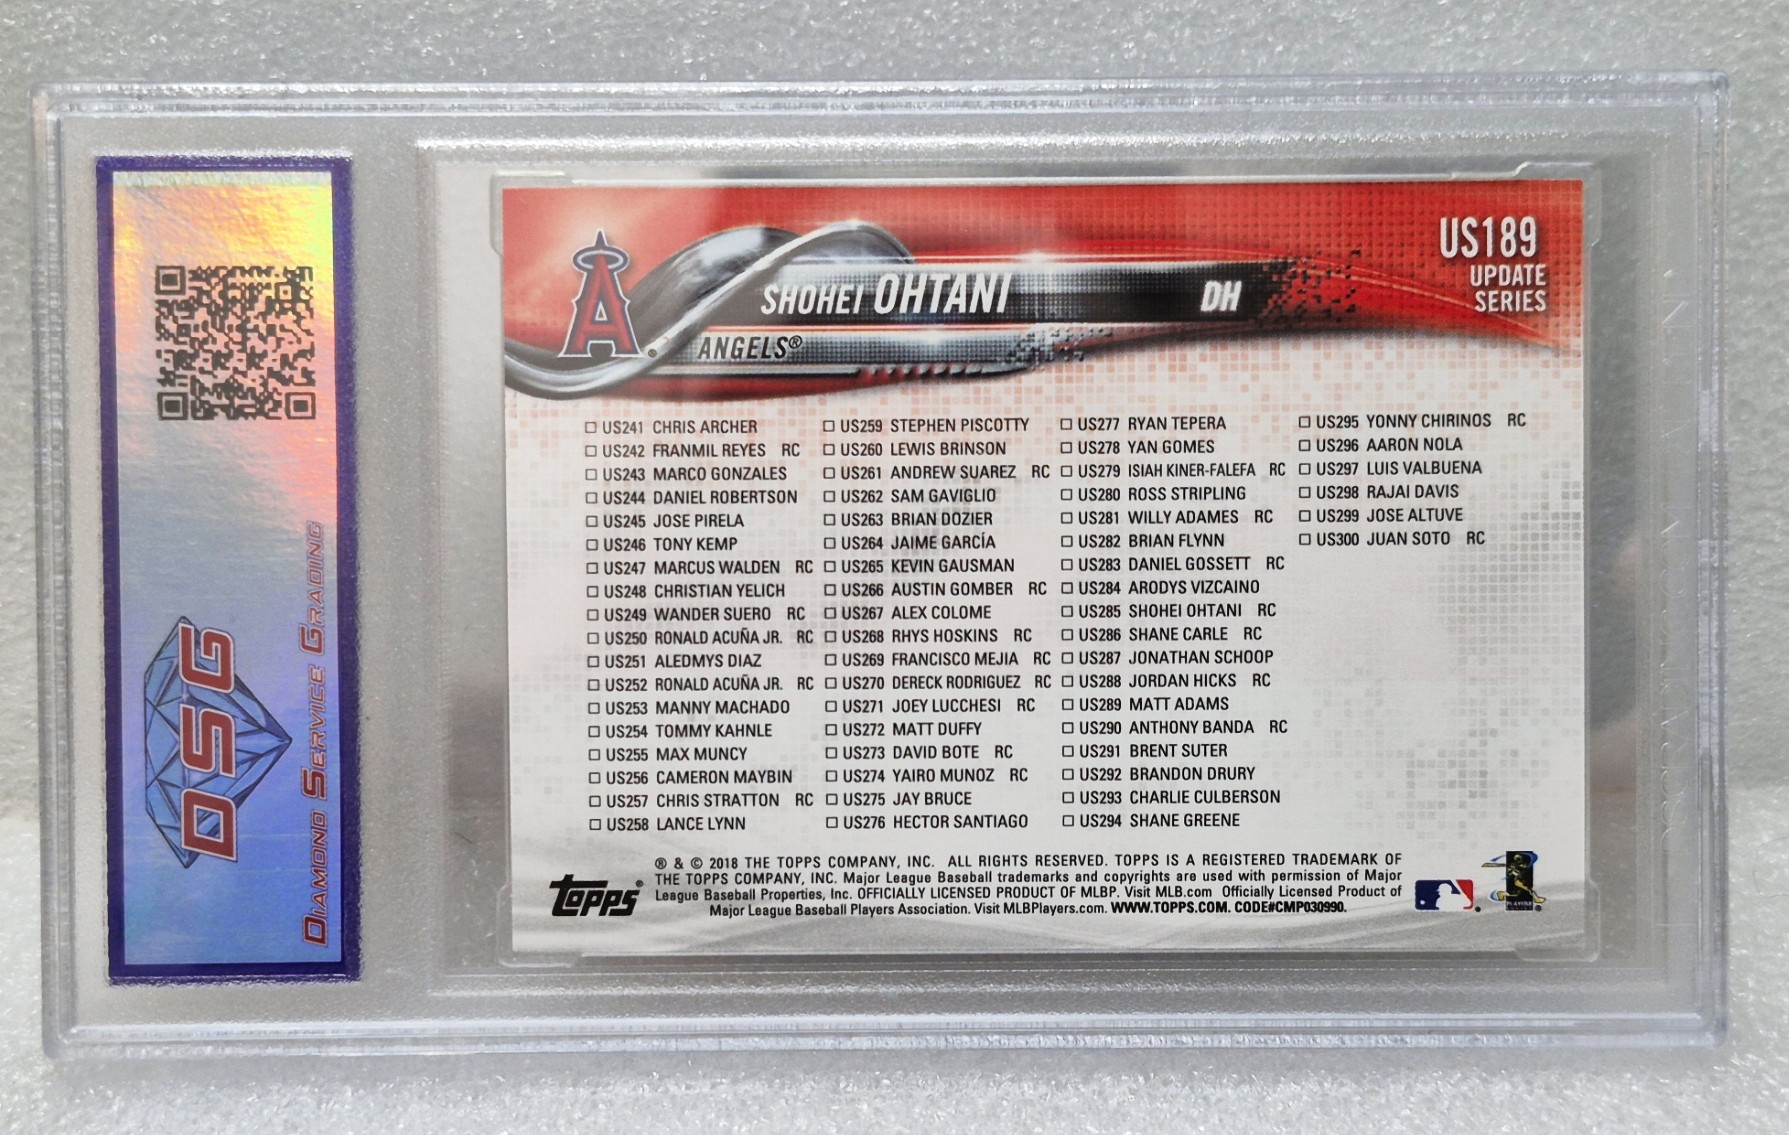 DSG
DIAMOND SERVICE GRADING
US189
UPDATE
SERIES
SHOHEI OHTANI
DH
ANGELS®
US241 CHRIS ARCHER
US242 FRANMIL REYES RC
US243 MARCO GONZALES
US244 DANIEL ROBERTSON
US245 JOSE PIRELA
US246 TONY KEMP
US247 MARCUS WALDEN RC
US248 CHRISTIAN YELICH
US249 WANDER SUERO RC
US250 RONALD ACUÑA JR. RC
US251 ALEDMYS DIAZ
US252 RONALD ACUÑA JR. RC
US253 MANNY MACHADO
US254 TOMMY KAHNLE
US255 MAX MUNCY
US256 CAMERON MAYBIN
US257 CHRIS STRATTON RC
US258 LANCE LYNN
US259 STEPHEN PISCOTTY
US260 LEWIS BRINSON
US261 ANDREW SUAREZ RC
US262 SAM GAVIGLIO
US263 BRIAN DOZIER
US264 JAIME GARCÍA
US265 KEVIN GAUSMAN
US266 AUSTIN GOMBER RC
US267 ALEX COLOME
US268 RHYS HOSKINS RC
US269 FRANCISCO MEJIA RC
US270 DERECK RODRIGUEZ RC
US271 JOEY LUCCHESI RC
US272 MATT DUFFY
US273 DAVID BOTE RC
US274 YAIRO MUNOZ RC
US275 JAY BRUCE
US276 HECTOR SANTIAGO
US277 RYAN TEPERA
US278 YAN GOMES
US279 ISIAH KINER-FALEFA RC
US280 ROSS STRIPLING
US281 WILLY ADAMES RC
US282 BRIAN FLYNN
US283 DANIEL GOSSETT RC
US284 ARODYS VIZCAINO
US285 SHOHEI OHTANI RC
US286 SHANE CARLE RC
US287 JONATHAN SCHOOP
US288 JORDAN HICKS RC
US289 MATT ADAMS
US290 ANTHONY BANDA RC
US291 BRENT SUTER
US292 BRANDON DRURY
US293 CHARLIE CULBERSON
US294 SHANE GREENE
US295 YONNY CHIRINOS RC
US296 AARON NOLA
US297 LUIS VALBUENA
US298 RAJAI DAVIS
US299 JOSE ALTUVE
US300 JUAN SOTO RC
Topps®
® & © 2018 THE TOPPS COMPANY, INC. ALL RIGHTS RESERVED. TOPPS IS A REGISTERED TRADEMARK OF
THE TOPPS COMPANY, INC. Major League Baseball trademarks and copyrights are used with permission of Major
League Baseball Properties, Inc. OFFICIALLY LICENSED PRODUCT OF MLBP. Visit MLB.com Officially Licensed Product of
Major League Baseball Players Association. Visit MLBPlayers.com. WWW.TOPPS.COM. CODE#CMP030990.